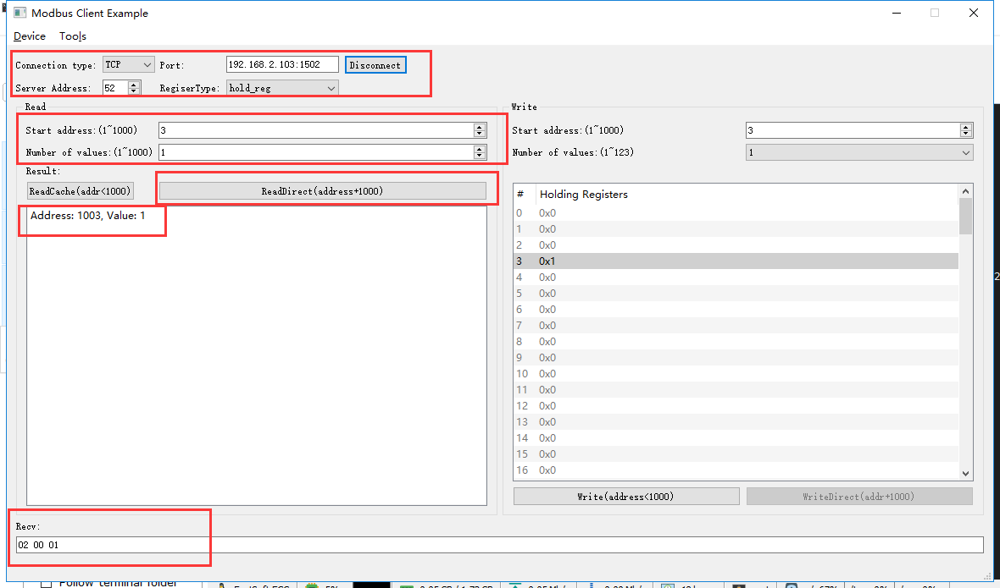 Modbus Client Example
Device Tools
Connection type: TCP Port: 192.168.2.103:1502 Disconnect
Server Address: 52 RegiserType: hold_reg
Read
Start address:(1~1000) 3
Number of values:(1~1000) 1
Result:
ReadCache(addr<1000) ReadDirect(address+1000)
Address: 1003, Value: 1
Write
Start address:(1~1000) 3
Number of values:(1~123) 1
# Holding Registers
0 0x0
1 0x0
2 0x0
3 0x1
4 0x0
5 0x0
6 0x0
7 0x0
8 0x0
9 0x0
10 0x0
11 0x0
12 0x0
13 0x0
14 0x0
15 0x0
16 0x0
Write(address<1000) WriteDirect(addr+1000)
Recv:
02 00 01
2
Follow terminal folder